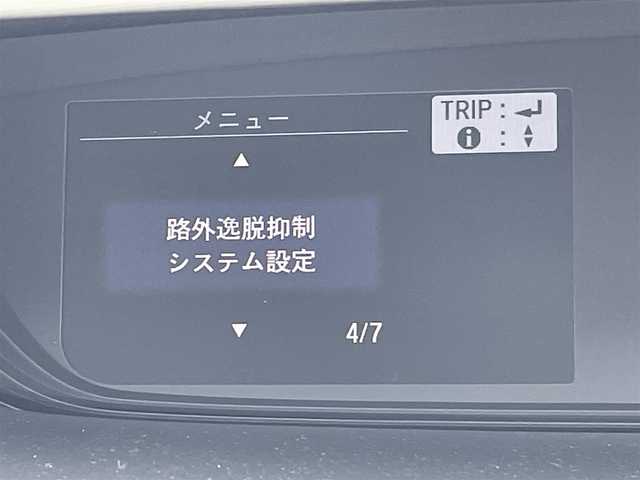 メニュー
TRIP : ↵
i : ▲▼
▲
路外逸脱抑制
システム設定
▼
4/7